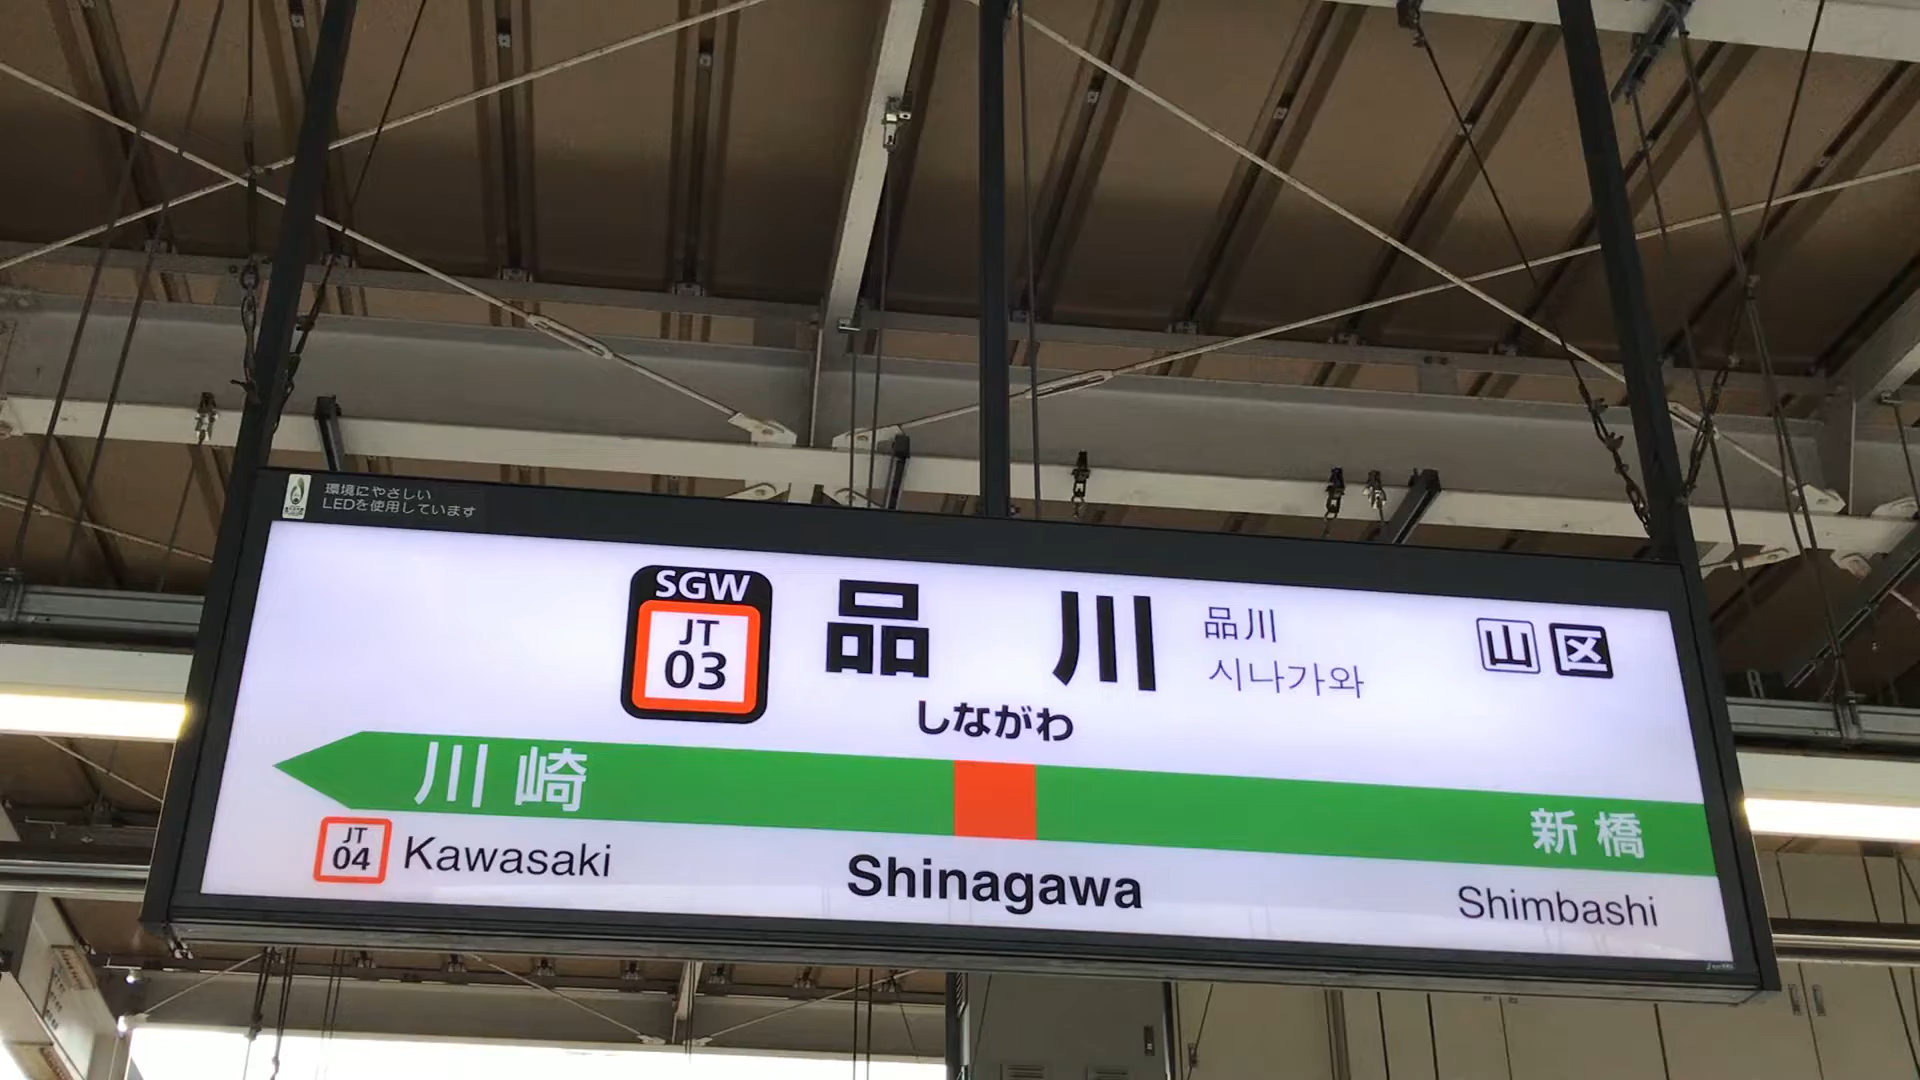 環境にやさしい
LEDを使用しています
SGW
JT
03
品川
品川
시나가와
山 区
しながわ
川崎
新橋
JT
04
Kawasaki
Shinagawa
Shimbashi